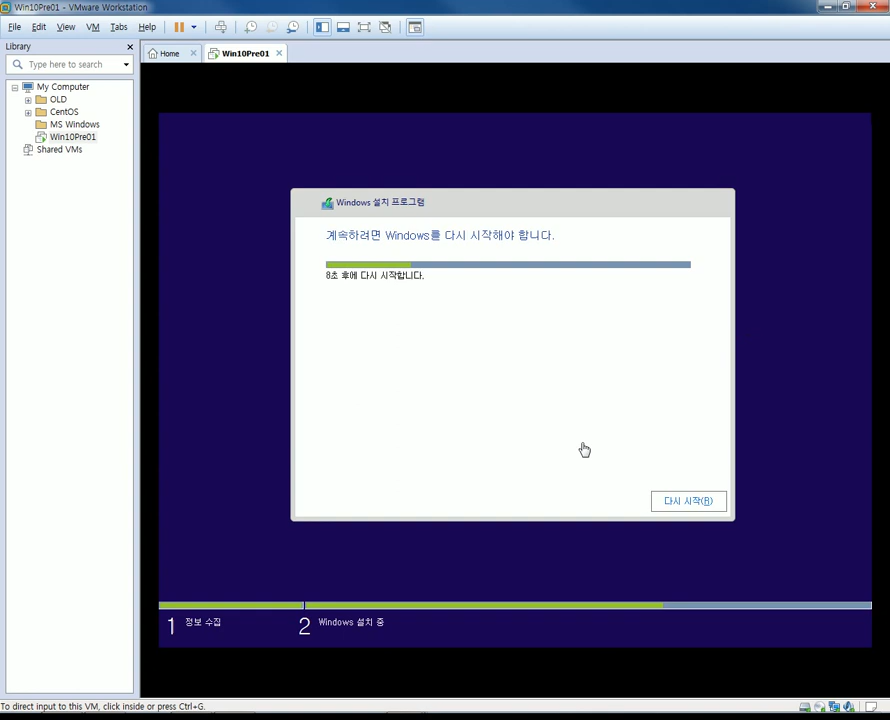 Win10Pre01 - VMware Workstation
File Edit View VM Tabs Help
Library
Type here to search
My Computer
OLD
CentOS
MS Windows
Win10Pre01
Shared VMs
Home
Win10Pre01
Windows 설치 프로그램
계속하려면 Windows를 다시 시작해야 합니다.
8초 후에 다시 시작합니다.
다시 시작(R)
1 정보 수집 2 Windows 설치 중
To direct input to this VM, click inside or press Ctrl+G.